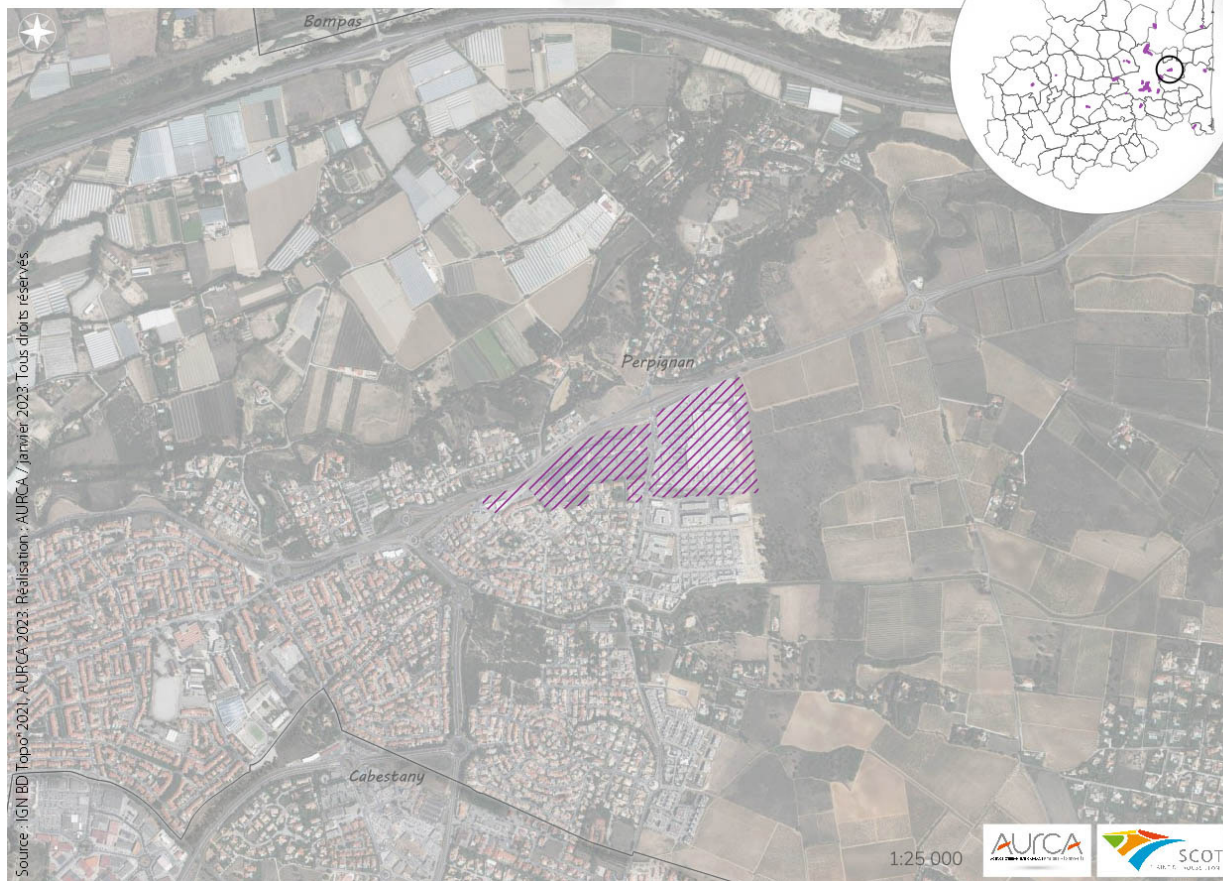 Bompas
Perpignan
Cabestany
Source : IGN BD Topo® 2021, AURCA 2023. Réalisation : AURCA / janvier 2023. Tous droits réservés.
1:25 000
AURCA
SCOT